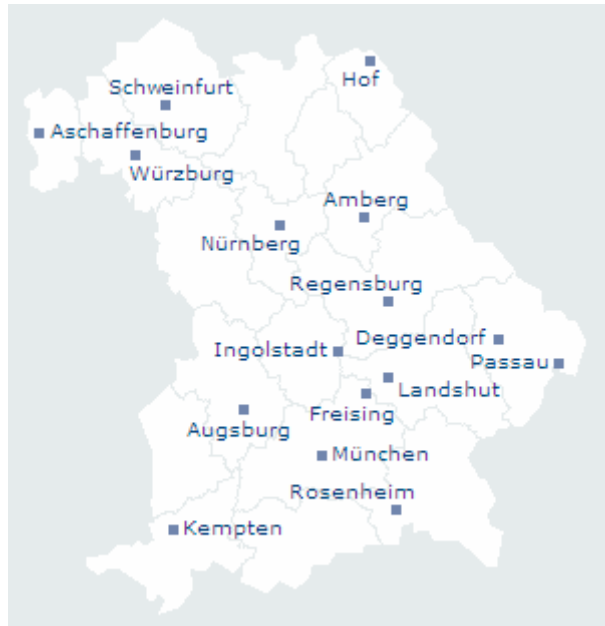 Hof
Schweinfurt
Aschaffenburg
Würzburg
Amberg
Nürnberg
Regensburg
Deggendorf
Ingolstadt
Passau
Landshut
Freising
Augsburg
München
Rosenheim
Kempten